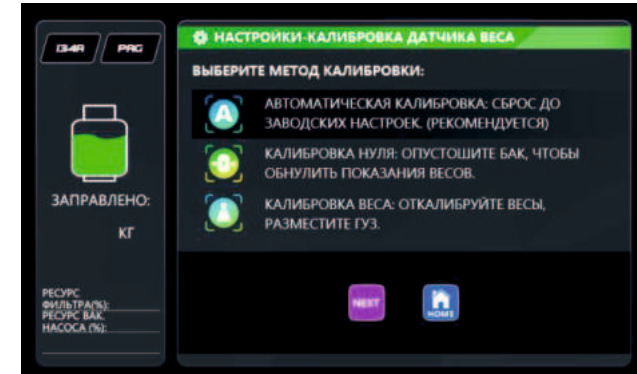 134A PAG
НАСТРОЙКИ-КАЛИБРОВКА ДАТЧИКА ВЕСА
ВЫБЕРИТЕ МЕТОД КАЛИБРОВКИ:
A
АВТОМАТИЧЕСКАЯ КАЛИБРОВКА: СБРОС ДО
ЗАВОДСКИХ НАСТРОЕК. (РЕКОМЕНДУЕТСЯ)
КАЛИБРОВКА НУЛЯ: ОПУСТОШИТЕ БАК, ЧТОБЫ
ОБНУЛИТЬ ПОКАЗАНИЯ ВЕСОВ.
КАЛИБРОВКА ВЕСА: ОТКАЛИБРУЙТЕ ВЕСЫ,
РАЗМЕСТИТЕ ГУЗ.
ЗАПРАВЛЕНО:
КГ
РЕСУРС
ФИЛЬТРА(%):
РЕСУРС ВАК.
НАСОСА (%):
NEXT
HOME